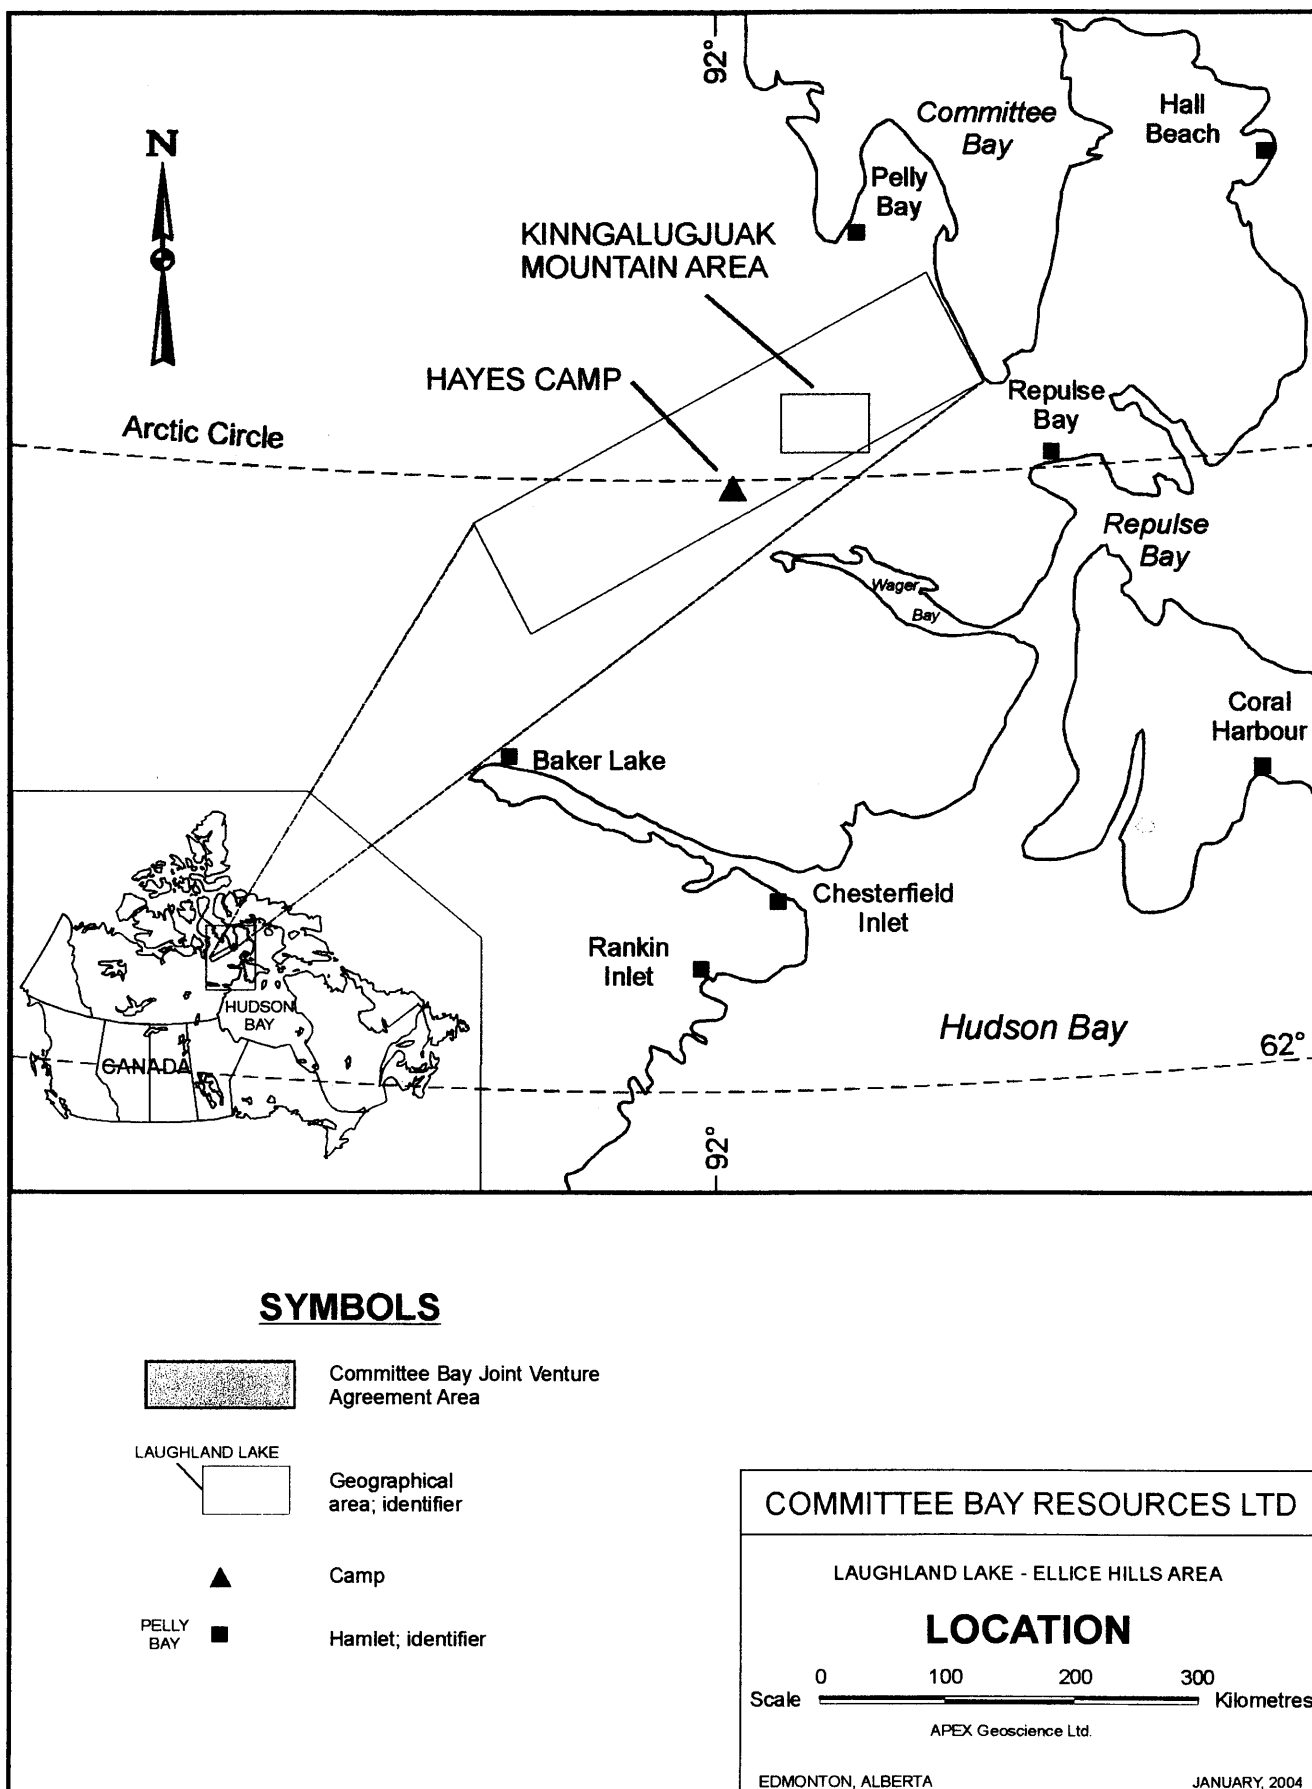 92°
Committee
Bay
Hall
Beach
N
Pelly
Bay
KINNGALUGJUAK
MOUNTAIN AREA
HAYES CAMP
Repulse
Bay
Arctic Circle
Repulse
Bay
Wager
Bay
Coral
Harbour
Baker Lake
Chesterfield
Inlet
Rankin
Inlet
HUDSON
BAY
Hudson Bay
62°
CANADA
92°
SYMBOLS
Committee Bay Joint Venture
Agreement Area
LAUGHLAND LAKE
Geographical
area; identifier
Camp
PELLY
BAY
Hamlet; identifier
COMMITTEE BAY RESOURCES LTD
LAUGHLAND LAKE - ELLICE HILLS AREA
LOCATION
0 100 200 300
Scale Kilometres
APEX Geoscience Ltd.
EDMONTON, ALBERTA JANUARY, 2004